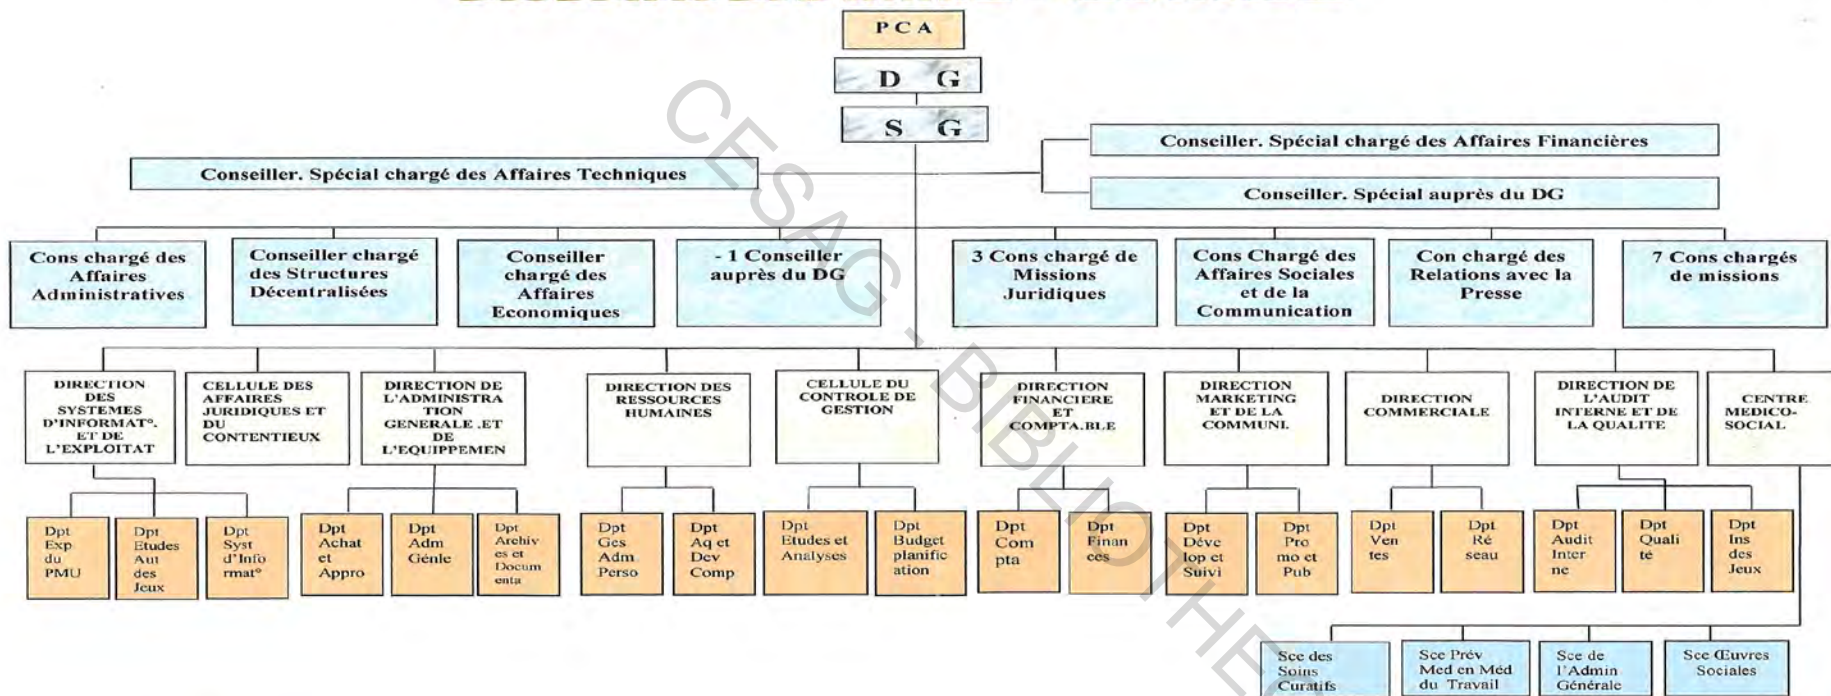 P C A
D G
S G
Conseiller. Spécial chargé des Affaires Financières
Conseiller. Spécial chargé des Affaires Techniques
Conseiller. Spécial auprès du DG
Cons chargé des
Affaires
Administratives
Conseiller chargé
des Structures
Décentralisées
Conseiller
chargé des
Affaires
Economiques
- 1 Conseiller
auprès du DG
3 Cons chargé de
Missions
Juridiques
Cons Chargé des
Affaires Sociales
et de la
Communication
Con chargé des
Relations avec la
Presse
7 Cons chargés
de missions
DIRECTION
DES
SYSTEMES
D'INFORMAT°.
ET DE
L'EXPLOITAT
CELLULE DES
AFFAIRES
JURIDIQUES ET
DU
CONTENTIEUX
DIRECTION DE
L'ADMINISTRA
TION
GENERALE .ET
DE
L'EQUIPPEMEN
DIRECTION DES
RESSOURCES
HUMAINES
CELLULE DU
CONTROLE DE
GESTION
DIRECTION
FINANCIERE
ET
COMPTA.BLE
DIRECTION
MARKETING
ET DE LA
COMMUNI.
DIRECTION
COMMERCIALE
DIRECTION DE
L'AUDIT
INTERNE ET DE
LA QUALITE
CENTRE
MEDICO-
SOCIAL
Dpt
Exp
du
PMU
Dpt
Etudes
Aut
des
Jeux
Dpt
Syst
d'Info
rmat°
Dpt
Achat
et
Appro
Dpt
Adm
Génle
Dpt
Archiv
es et
Docum
enta
Dpt
Ges
Adm
Perso
Dpt
Aq et
Dev
Comp
Dpt
Etudes et
Analyses
Dpt
Budget
planific
ation
Dpt
Com
pta
Dpt
Finan
ces
Dpt
Déve
lop et
Suivi
Dpt
Pro
mo et
Pub
Dpt
Ven
tes
Dpt
Ré
seau
Dpt
Audit
Inter
ne
Dpt
Quali
té
Dpt
Ins
des
Jeux
Sce des
Soins
Curatifs
Sce Prév
Med en Méd
du Travail
Sce de
l'Admin
Générale
Sce Œuvres
Sociales
CESAG - BIBLIOTHE